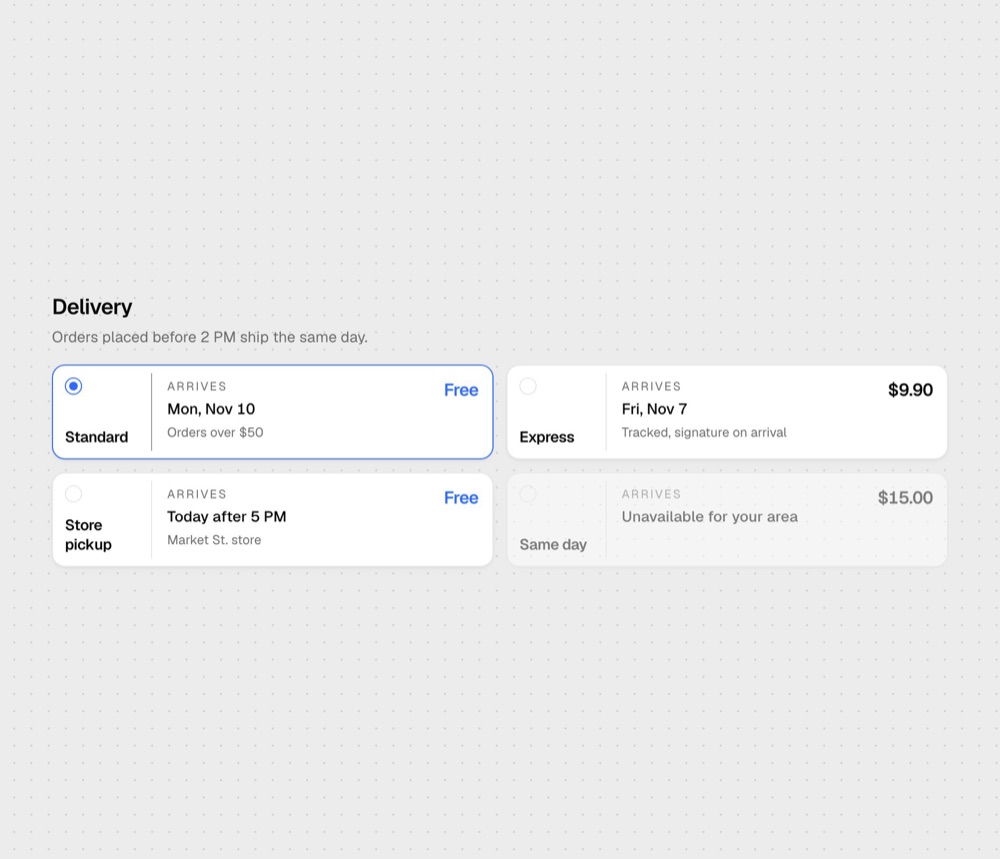 Delivery
Orders placed before 2 PM ship the same day.
Standard
ARRIVES
Mon, Nov 10
Orders over $50
Free
Express
ARRIVES
Fri, Nov 7
Tracked, signature on arrival
$9.90
Store
pickup
ARRIVES
Today after 5 PM
Market St. store
Free
Same day
ARRIVES
Unavailable for your area
$15.00